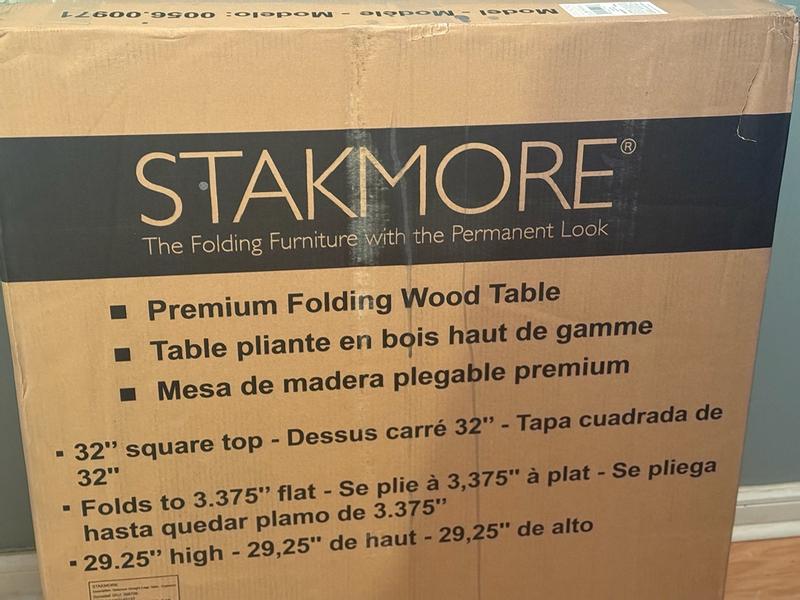 Model - Modèle - Modelo: 0056.00971
STAKMORE®
The Folding Furniture with the Permanent Look
■ Premium Folding Wood Table
■ Table pliante en bois haut de gamme
■ Mesa de madera plegable premium
▪ 32" square top - Dessus carré 32" - Tapa cuadrada de
32"
▪ Folds to 3.375" flat - Se plie à 3,375" à plat - Se pliega
hasta quedar plamo de 3.375"
▪ 29.25" high - 29,25" de haut - 29,25" de alto
STAKMORE